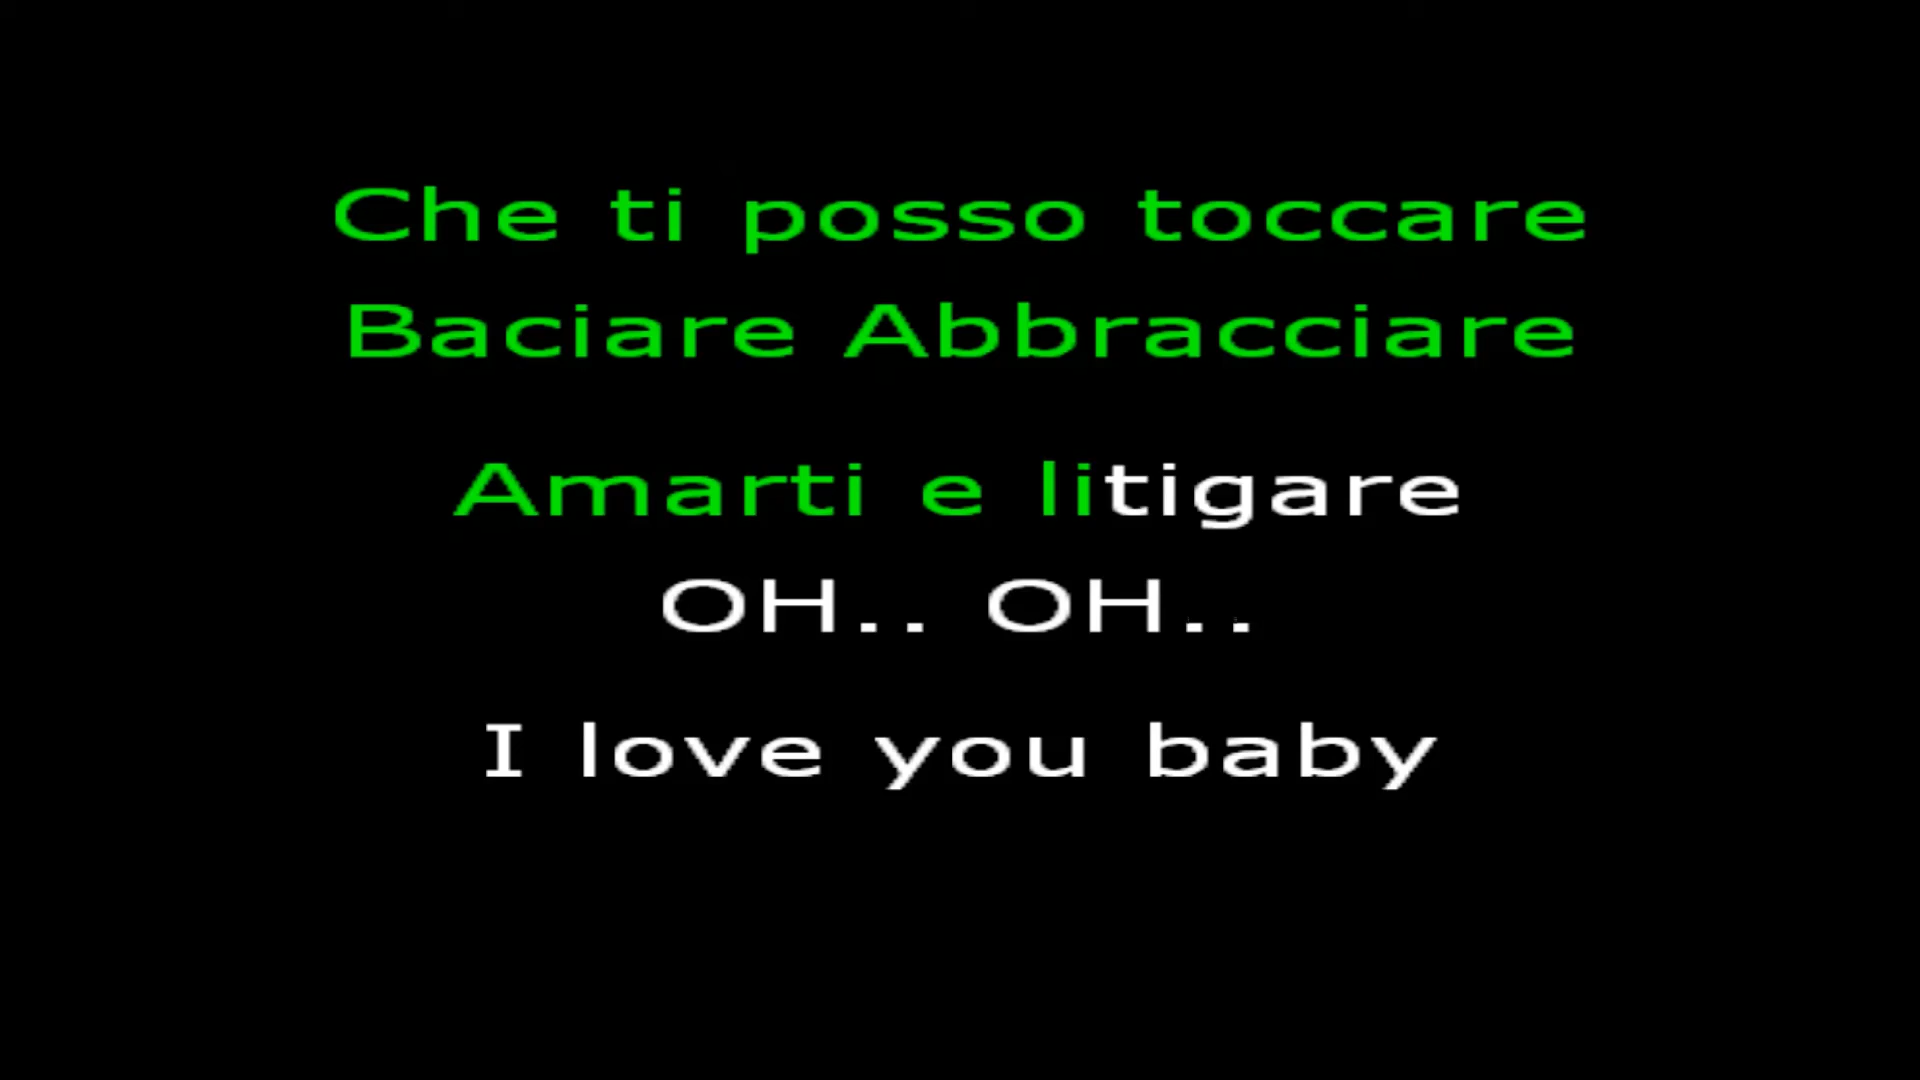 Che ti posso toccare
Baciare Abbracciare
Amarti e litigare
OH.. OH..
I love you baby